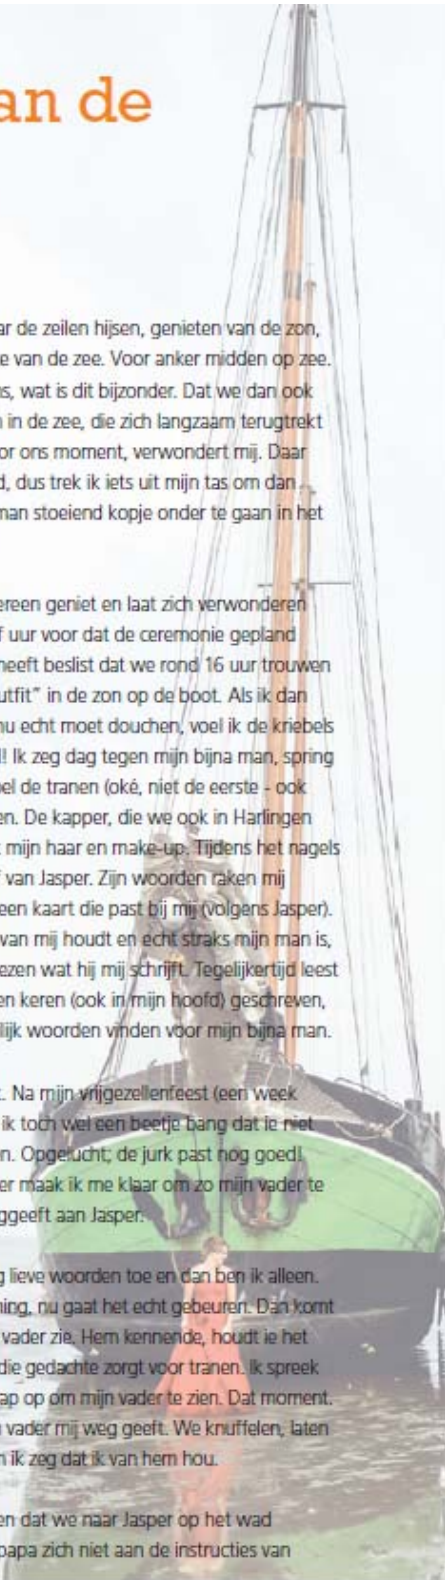 an de
ar de zeilen hijsen, genieten van de zon,
e van de zee. Voor anker midden op zee.
s, wat is dit bijzonder. Dat we dan ook
in de zee, die zich langzaam terugtrekt
or ons moment, verwondert mij. Daar
d, dus trek ik iets uit mijn tas om dan
man stoeiend kopje onder te gaan in het
ereen geniet en laat zich verwonderen
f uur voor dat de ceremonie gepland
heeft beslist dat we rond 16 uur trouwen
utfit” in de zon op de boot. Als ik dan
nu echt moet douchen, voel ik de kriebels
! Ik zeg dag tegen mijn bijna man, spring
el de tranen (oké, niet de eerste - ook
en. De kapper, die we ook in Harlingen
mijn haar en make-up. Tijdens het nagels
f van Jasper. Zijn woorden raken mij
een kaart die past bij mij (volgens Jasper).
van mij houdt en echt straks mijn man is,
ezen wat hij mij schrijft. Tegelijkertijd leest
en keren (ook in mijn hoofd) geschreven,
lijk woorden vinden voor mijn bijna man.
. Na mijn vrijgezellenfeest (een week
ik toch wel een beetje bang dat ie niet
n. Opgelucht; de jurk past nog goed!
er maak ik me klaar om zo mijn vader te
ggeeft aan Jasper.
g lieve woorden toe en dan ben ik alleen.
ning, nu gaat het echt gebeuren. Dan komt
vader zie. Hem kennende, houdt ie het
die gedachte zorgt voor tranen. Ik spreek
ap op om mijn vader te zien. Dat moment.
n vader mij weg geeft. We knuffelen, laten
n ik zeg dat ik van hem hou.
en dat we naar Jasper op het wad
papa zich niet aan de instructies van